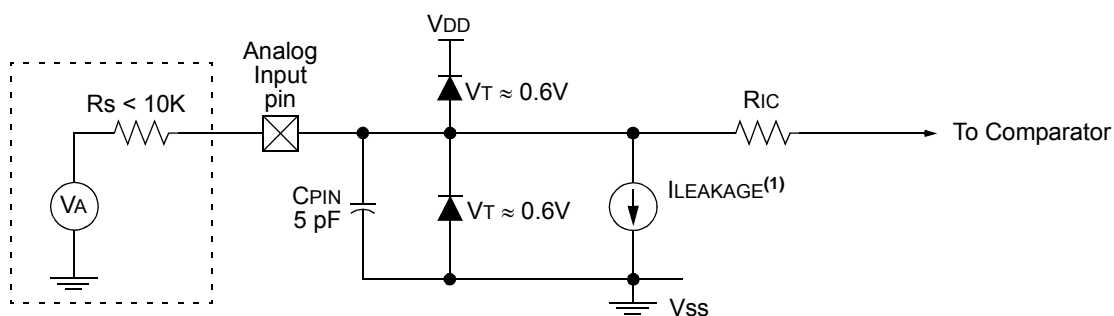 VDD
Analog
Input
pin
Rs < 10K
VT ≈ 0.6V
RIC
To Comparator
VA
CPIN
5 pF
VT ≈ 0.6V
ILEAKAGE(1)
Vss